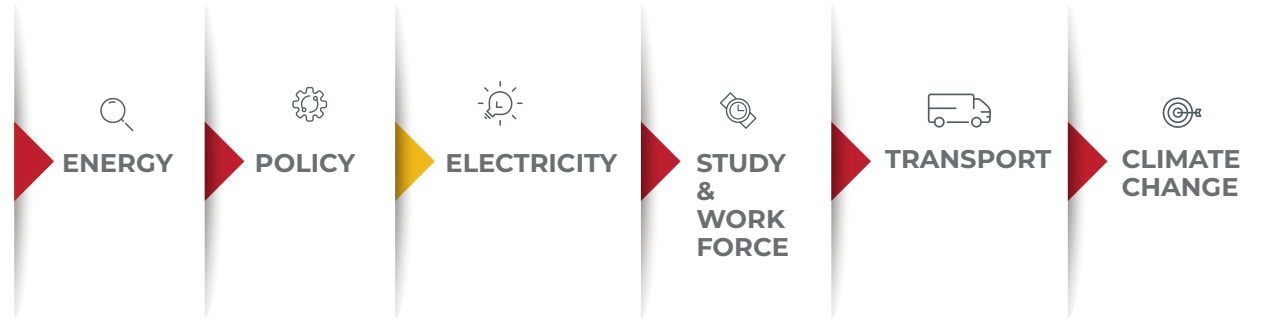 ENERGY
POLICY
ELECTRICITY
STUDY
&
WORK
FORCE
TRANSPORT
CLIMATE
CHANGE